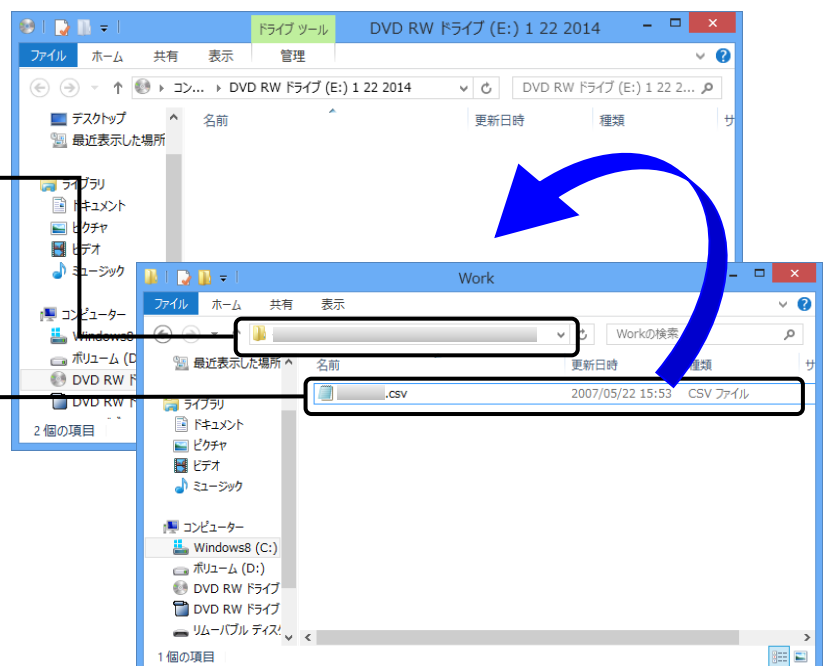 ドライブ ツール
DVD RW ドライブ (E:) 1 22 2014
ファイル ホーム 共有 表示 管理
コン... DVD RW ドライブ (E:) 1 22 2014
DVD RW ドライブ (E:) 1 22 2...
デスクトップ
最近表示した場所
ライブラリ
ドキュメント
ピクチャ
ビデオ
ミュージック
コンピューター
Windows8
ボリューム (D
DVD RW ド
DVD RW ド
2 個の項目
名前 更新日時 種類 サ
Work
ファイル ホーム 共有 表示
Workの検索
最近表示した場所
ライブラリ
ドキュメント
ピクチャ
ビデオ
ミュージック
コンピューター
Windows8 (C:)
ボリューム (D:)
DVD RW ドライブ
DVD RW ドライブ
リムーバブル ディスク
1 個の項目
名前 更新日時 種類 サ
.csv 2007/05/22 15:53 CSV ファイル